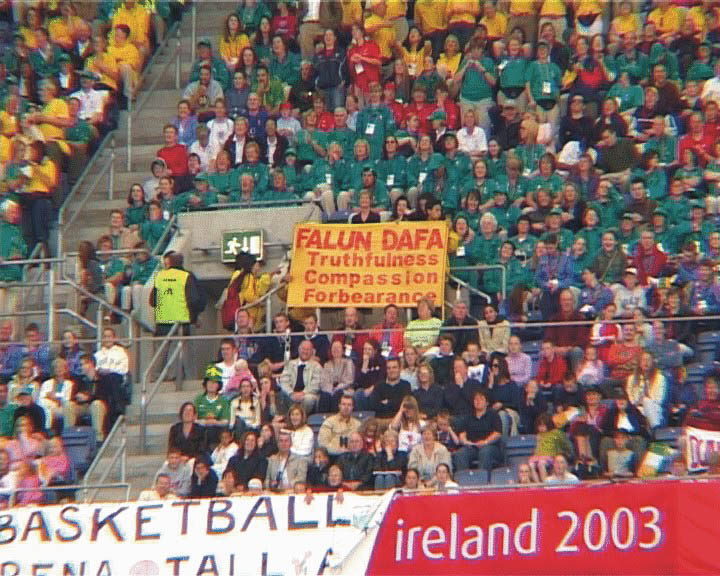 FALUN DAFA
Truthfulness
Compassion
Forbearance
BASKETBALL
ireland 2003